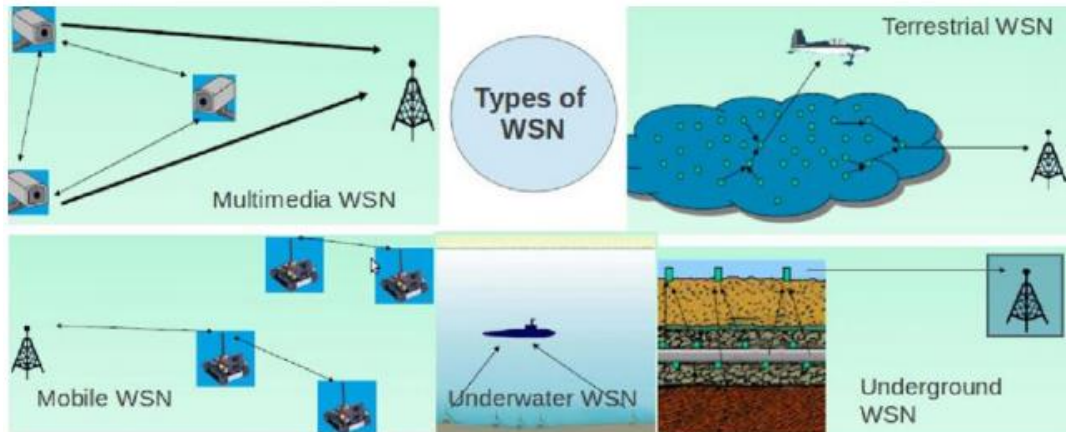 Types of
WSN
Terrestrial WSN
Multimedia WSN
Mobile WSN
Underwater WSN
Underground
WSN